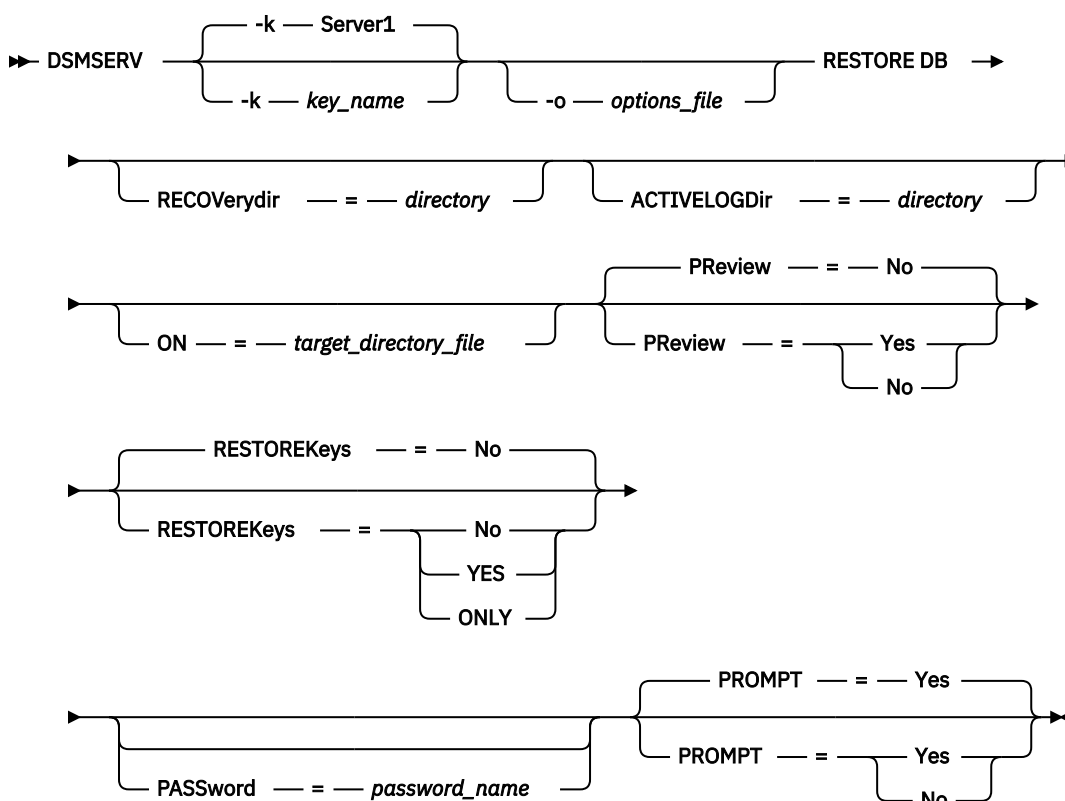 -k Server1
DSMSERV RESTORE DB
-k key_name
-o options_file
RECOVerydir = directory ACTIVELOGDir = directory
PReview = No
ON = target_directory_file PReview = Yes
No
RESTOREKeys = No
RESTOREKeys = No
YES
ONLY
PROMPT = Yes
PROMPT = Yes
PASSword = password_name
No